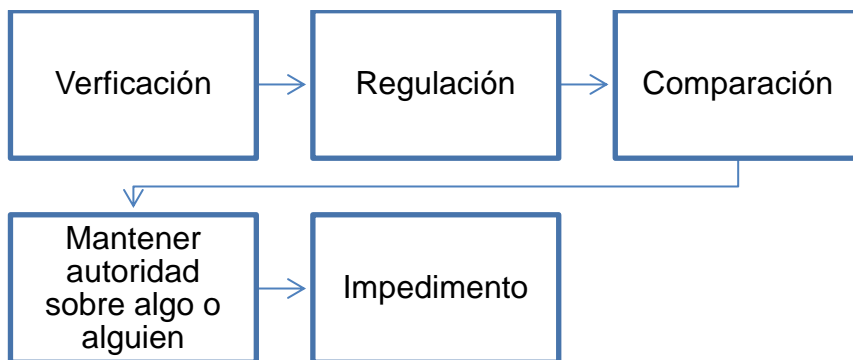 Verficación
Regulación
Comparación
Mantener
autoridad
sobre algo o
alguien
Impedimento